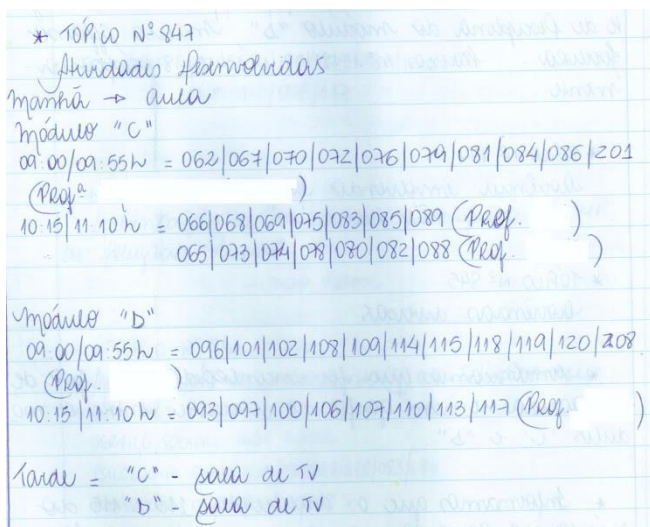 * TÓPICO Nº 847
Atividades desenvolvidas
manhã → aula
módulo "C"
09:00/09:55h = 062|067|070|072|076|079|081|084|086|201
(Profª )
10:15|11:10h = 066|068|069|075|083|085|089 (Prof. )
065|073|074|078|080|082|088 (Prof. )
módulo "D"
09:00/09:55h = 096|101|102|108|109|114|115|118|119|120|208
(Prof. )
10:15|11:10h = 093|097|100|106|107|110|113|117 (Prof )
Tarde = "C" - sala de TV
"D" - sala de TV